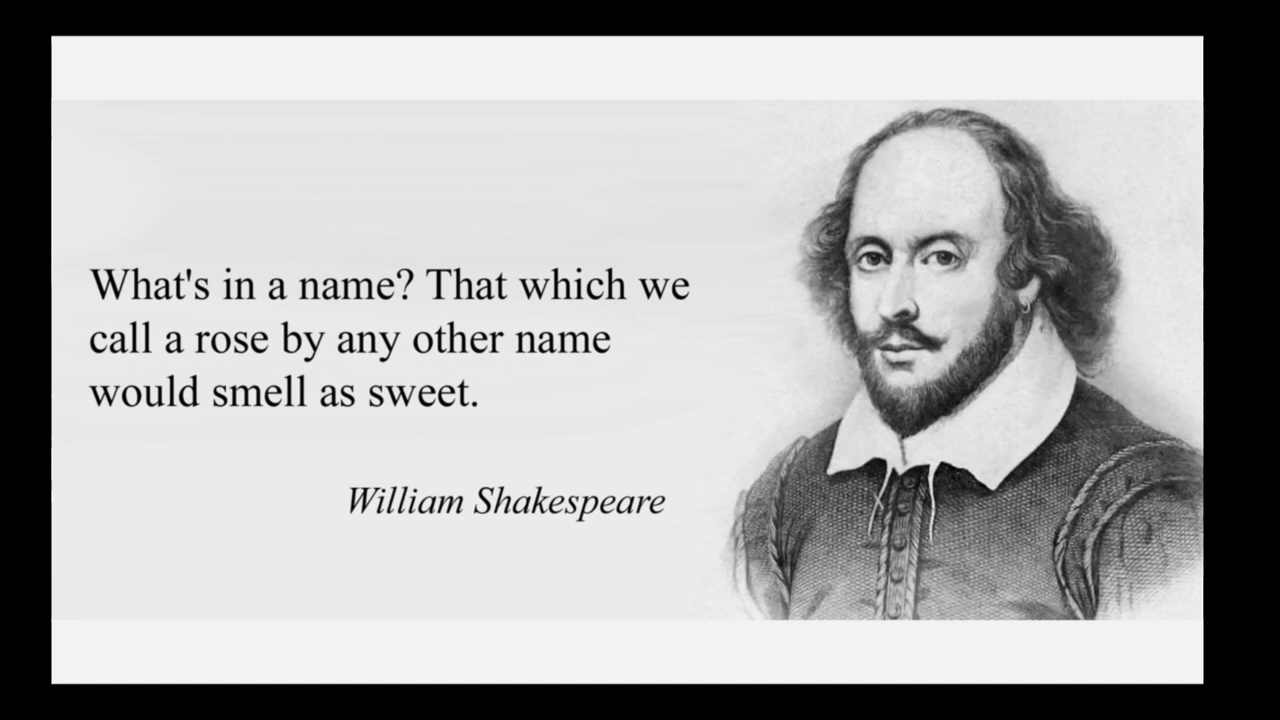 What's in a name? That which we
call a rose by any other name
would smell as sweet.
William Shakespeare